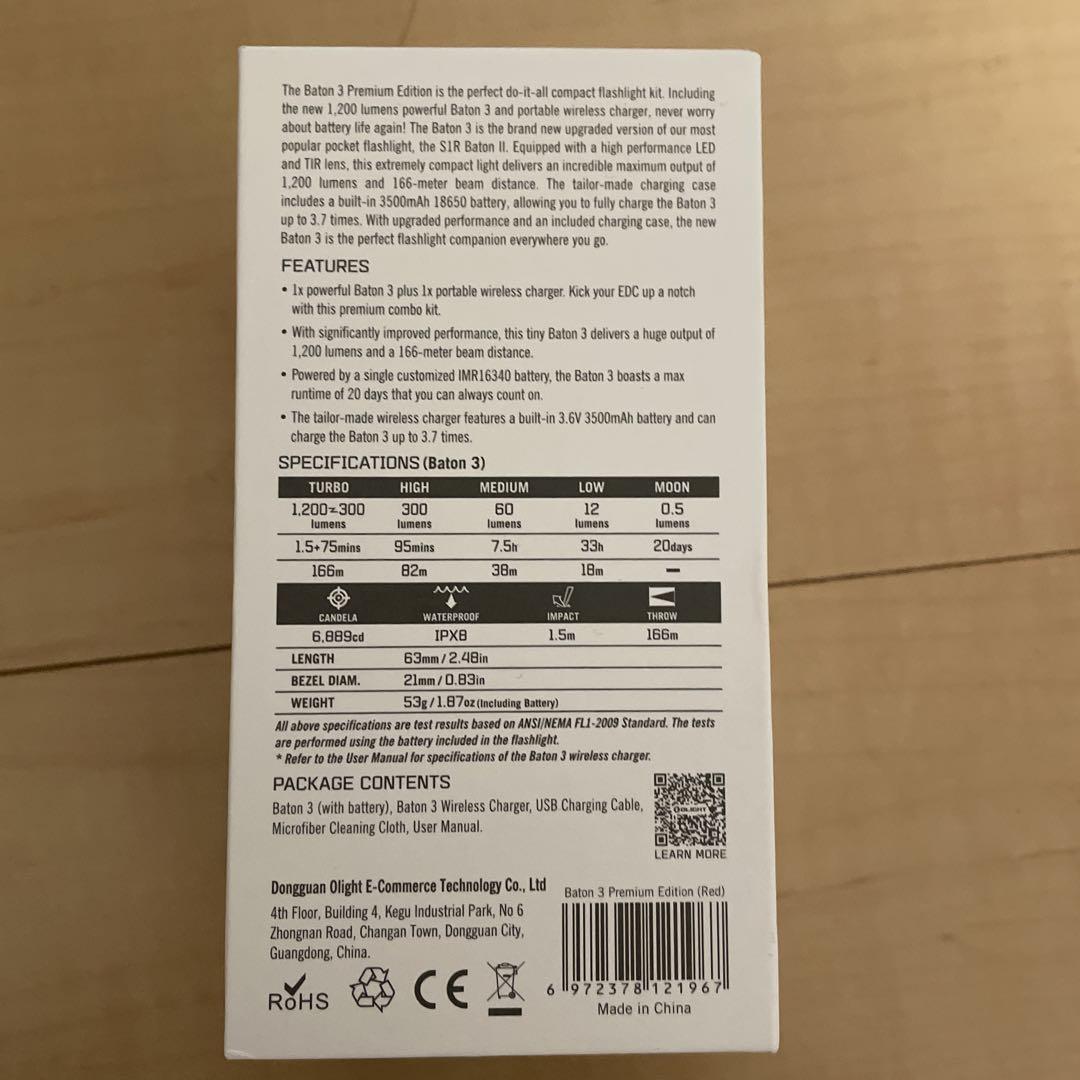 The Baton 3 Premium Edition is the perfect do-it-all compact flashlight kit. Including
the new 1,200 lumens powerful Baton 3 and portable wireless charger, never worry
about battery life again! The Baton 3 is the brand new upgraded version of our most
popular pocket flashlight, the S1R Baton II. Equipped with a high performance LED
and TIR lens, this extremely compact light delivers an incredible maximum output of
1,200 lumens and 166-meter beam distance. The tailor-made charging case
includes a built-in 3500mAh 18650 battery, allowing you to fully charge the Baton 3
up to 3.7 times. With upgraded performance and an included charging case, the new
Baton 3 is the perfect flashlight companion everywhere you go.
FEATURES
• 1x powerful Baton 3 plus 1x portable wireless charger. Kick your EDC up a notch
with this premium combo kit.
• With significantly improved performance, this tiny Baton 3 delivers a huge output of
1,200 lumens and a 166-meter beam distance.
• Powered by a single customized IMR16340 battery, the Baton 3 boasts a max
runtime of 20 days that you can always count on.
• The tailor-made wireless charger features a built-in 3.6V 3500mAh battery and can
charge the Baton 3 up to 3.7 times.
SPECIFICATIONS (Baton 3)
TURBO HIGH MEDIUM LOW MOON
1,200≂300 300 60 12 0.5
lumens lumens lumens lumens lumens
1.5+75mins 95mins 7.5h 33h 20days
166m 82m 38m 18m —
CANDELA WATERPROOF IMPACT THROW
6,889cd IPX8 1.5m 166m
LENGTH 63mm / 2.48in
BEZEL DIAM. 21mm / 0.83in
WEIGHT 53g / 1.87oz (Including Battery)
All above specifications are test results based on ANSI/NEMA FL1-2009 Standard. The tests
are performed using the battery included in the flashlight.
* Refer to the User Manual for specifications of the Baton 3 wireless charger.
PACKAGE CONTENTS
Baton 3 (with battery), Baton 3 Wireless Charger, USB Charging Cable,
Microfiber Cleaning Cloth, User Manual.
OLIGHT
LEARN MORE
Dongguan Olight E-Commerce Technology Co., Ltd
4th Floor, Building 4, Kegu Industrial Park, No 6
Zhongnan Road, Changan Town, Dongguan City,
Guangdong, China.
Baton 3 Premium Edition (Red)
6 972378 121967
Made in China
RoHS
CE